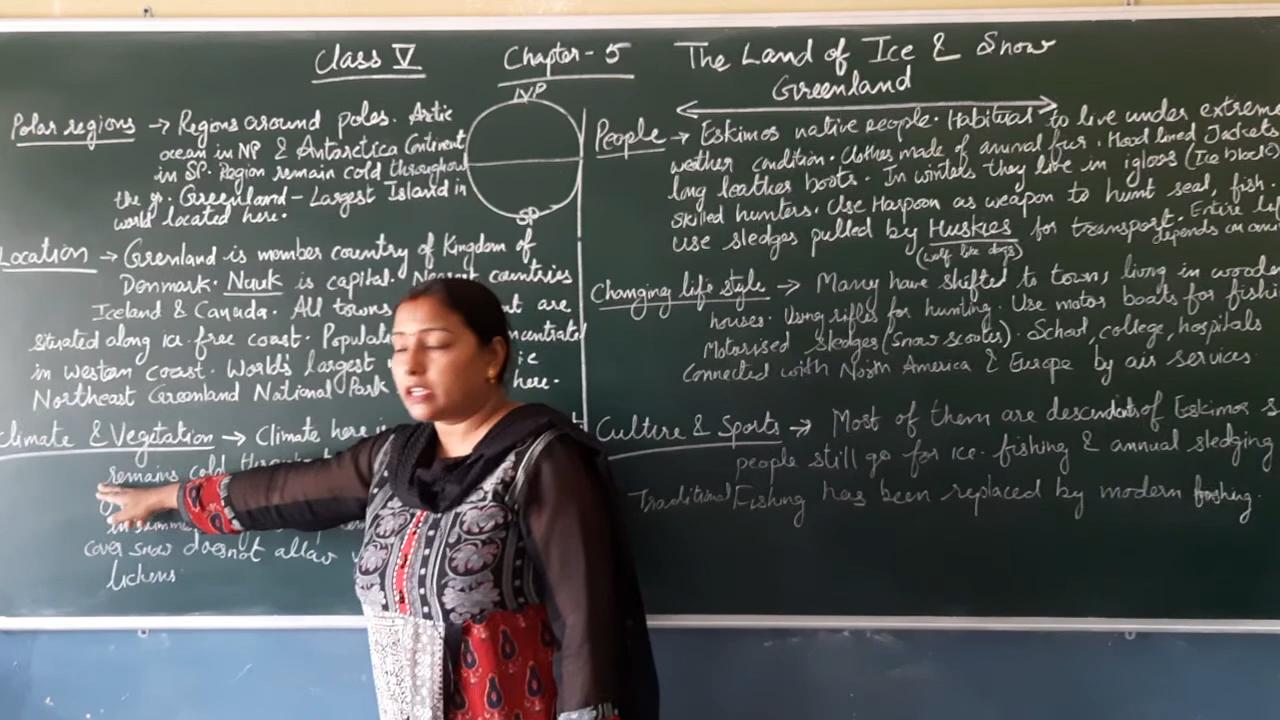 Class V
Chapter - 5
The Land of Ice & Snow
Greenland
Polar regions → Regions around poles. Artic
ocean in NP & Antarctica Continent
in SP. Region remain cold throughout
the yr. Greenland - Largest Island in
world located here.
NP
SP
Location → Greenland is member country of Kingdom of
Denmark. Nuuk is capital. Nearest countries
Iceland & Canada. All towns are
situated along ice-free coast. concentrated
in western coast. World's largest
Northeast Greenland National Park here.
Climate & Vegetation → Climate here
remains cold
in
cover snow doesnot allow
lichens
People → Eskimos native people. Habitual to live under extreme
weather condition. Clothes made of animal fur. Hood lined Jackets
long leather boots. In winters they live in igloos (Ice block)
skilled hunters. Use Harpoon as weapon to hunt seal, fish.
use sledges pulled by Huskies for transport. Entire
(wolf like dogs) depends on
Changing life style → Many have shifted to towns, living in wooden
houses. Using rifles for hunting. Use motor boats for
Motorised Sledges (Snow scooter). School, college, hospitals
Connected with North America & Europe by air services
Culture & Sports → Most of them are descendents of Eskimos
people still go for ice-fishing & annual sledging
Traditional Fishing has been replaced by modern fishing.